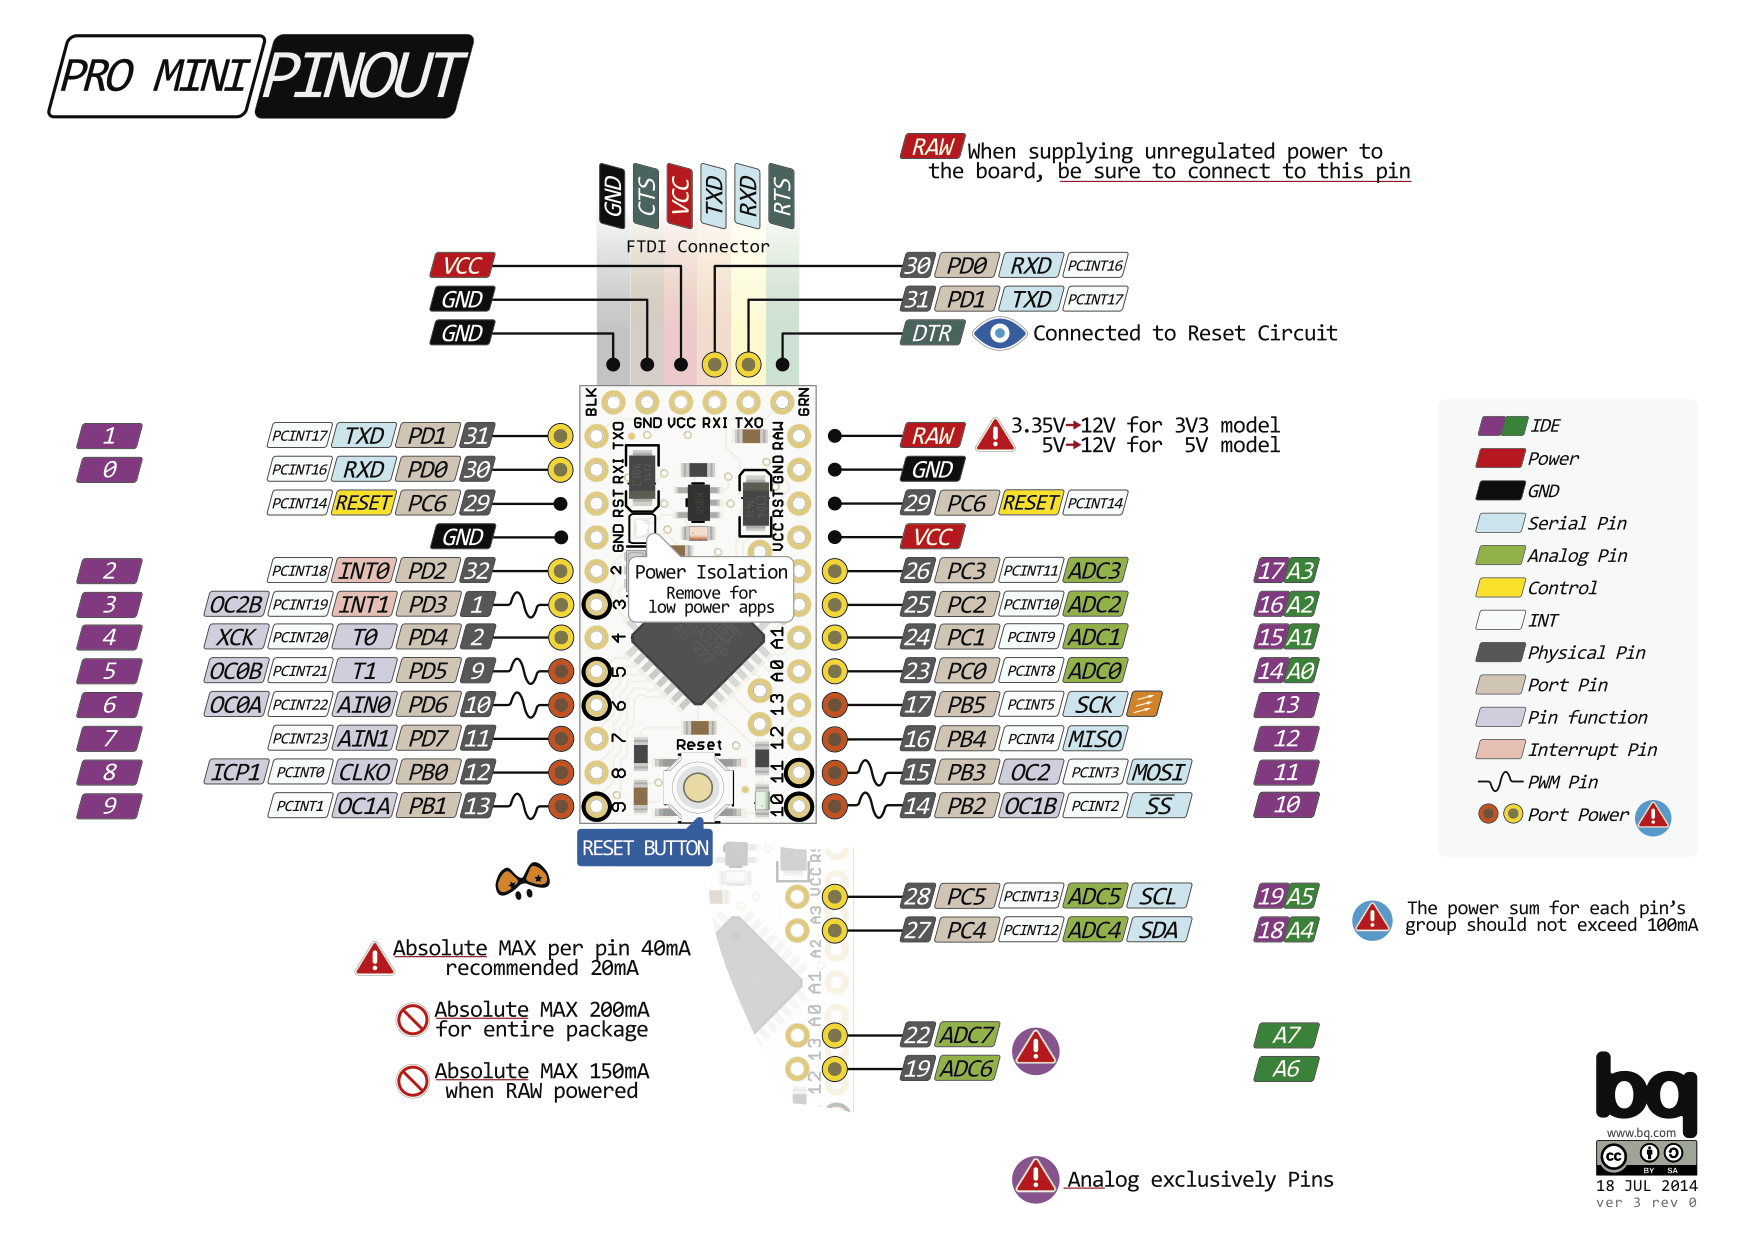 PRO MINI PINOUT
RAW When supplying unregulated power to
the board, be sure to connect to this pin
GND CTS VCC TXD RXD RTS
FTDI Connector
VCC
GND
GND
30 PD0 RXD PCINT16
31 PD1 TXD PCINT17
DTR Connected to Reset Circuit
BLK GRN
GND VCC RXI TXO
TXO
RXI
RST
GND
2
3
4
5
6
7
8
9
RAW
GND
RST
VCC
A1
A0
13
12
11
10
1 PCINT17 TXD PD1 31
0 PCINT16 RXD PD0 30
PCINT14 RESET PC6 29
GND
2 PCINT18 INT0 PD2 32
3 OC2B PCINT19 INT1 PD3 1
4 XCK PCINT20 T0 PD4 2
5 OC0B PCINT21 T1 PD5 9
6 OC0A PCINT22 AIN0 PD6 10
7 PCINT23 AIN1 PD7 11
8 ICP1 PCINT0 CLKO PB0 12
9 PCINT1 OC1A PB1 13
Power Isolation
Remove for
low power apps
Reset
RESET BUTTON
RAW 3.35V→12V for 3V3 model
5V→12V for 5V model
GND
29 PC6 RESET PCINT14
VCC
26 PC3 PCINT11 ADC3 17 A3
25 PC2 PCINT10 ADC2 16 A2
24 PC1 PCINT9 ADC1 15 A1
23 PC0 PCINT8 ADC0 14 A0
17 PB5 PCINT5 SCK 13
16 PB4 PCINT4 MISO 12
15 PB3 OC2 PCINT3 MOSI 11
14 PB2 OC1B PCINT2 SS 10
IDE
Power
GND
Serial Pin
Analog Pin
Control
INT
Physical Pin
Port Pin
Pin function
Interrupt Pin
PWM Pin
Port Power
VCC
A3
A2
A1
A0
13
12
28 PC5 PCINT13 ADC5 SCL 19 A5
27 PC4 PCINT12 ADC4 SDA 18 A4
22 ADC7 A7
19 ADC6 A6
The power sum for each pin's
group should not exceed 100mA
Absolute MAX per pin 40mA
recommended 20mA
Absolute MAX 200mA
for entire package
Absolute MAX 150mA
when RAW powered
Analog exclusively Pins
bq
www.bq.com
cc BY SA
18 JUL 2014
ver 3 rev 0